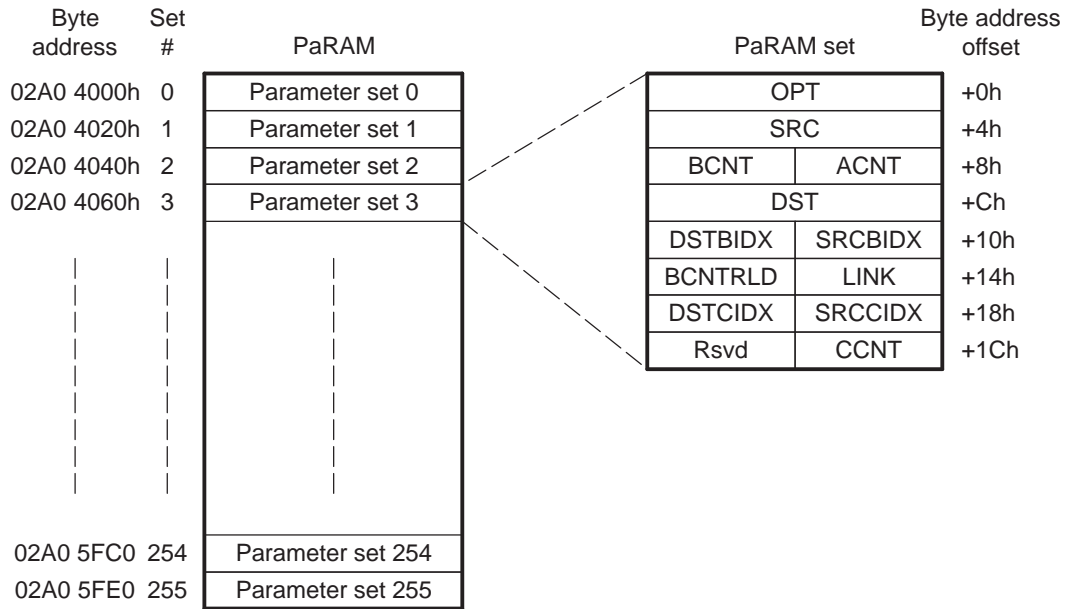 Byte address Set # PaRAM PaRAM set Byte address offset
02A0 4000h 0 Parameter set 0 OPT +0h
02A0 4020h 1 Parameter set 1 SRC +4h
02A0 4040h 2 Parameter set 2 BCNT ACNT +8h
02A0 4060h 3 Parameter set 3 DST +Ch
DSTBIDX SRCBIDX +10h
BCNTRLD LINK +14h
DSTCIDX SRCCIDX +18h
Rsvd CCNT +1Ch
02A0 5FC0 254 Parameter set 254
02A0 5FE0 255 Parameter set 255